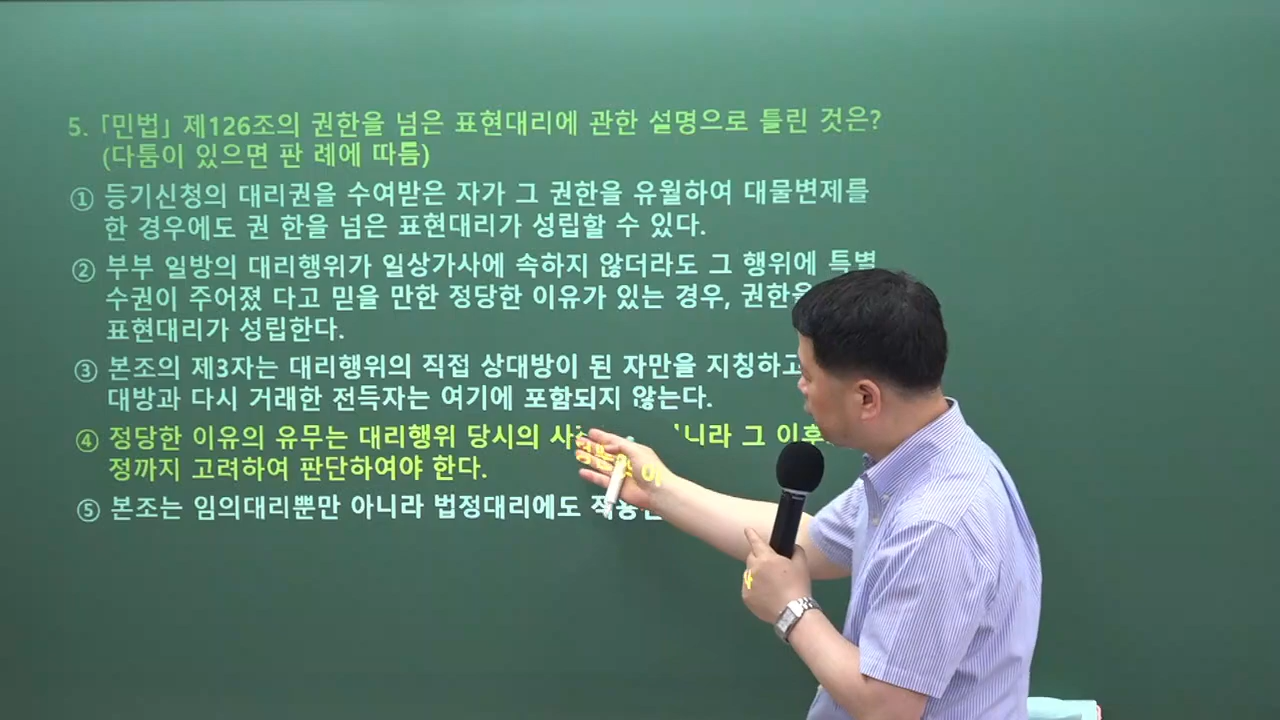 5. 「민법」 제126조의 권한을 넘은 표현대리에 관한 설명으로 틀린 것은?
(다툼이 있으면 판 례에 따름)
① 등기신청의 대리권을 수여받은 자가 그 권한을 유월하여 대물변제를
한 경우에도 권 한을 넘은 표현대리가 성립할 수 있다.
② 부부 일방의 대리행위가 일상가사에 속하지 않더라도 그 행위에 특별
수권이 주어졌 다고 믿을 만한 정당한 이유가 있는 경우,
표현대리가 성립한다.
③ 본조의 제3자는 대리행위의 직접 상대방이 된 자만을 지칭하고
대방과 다시 거래한 전득자는 여기에 포함되지 않는다.
④ 정당한 이유의 유무는 대리행위 당시의 그 이후
정까지 고려하여 판단하여야 한다.
⑤ 본조는 임의대리뿐만 아니라 법정대리에도